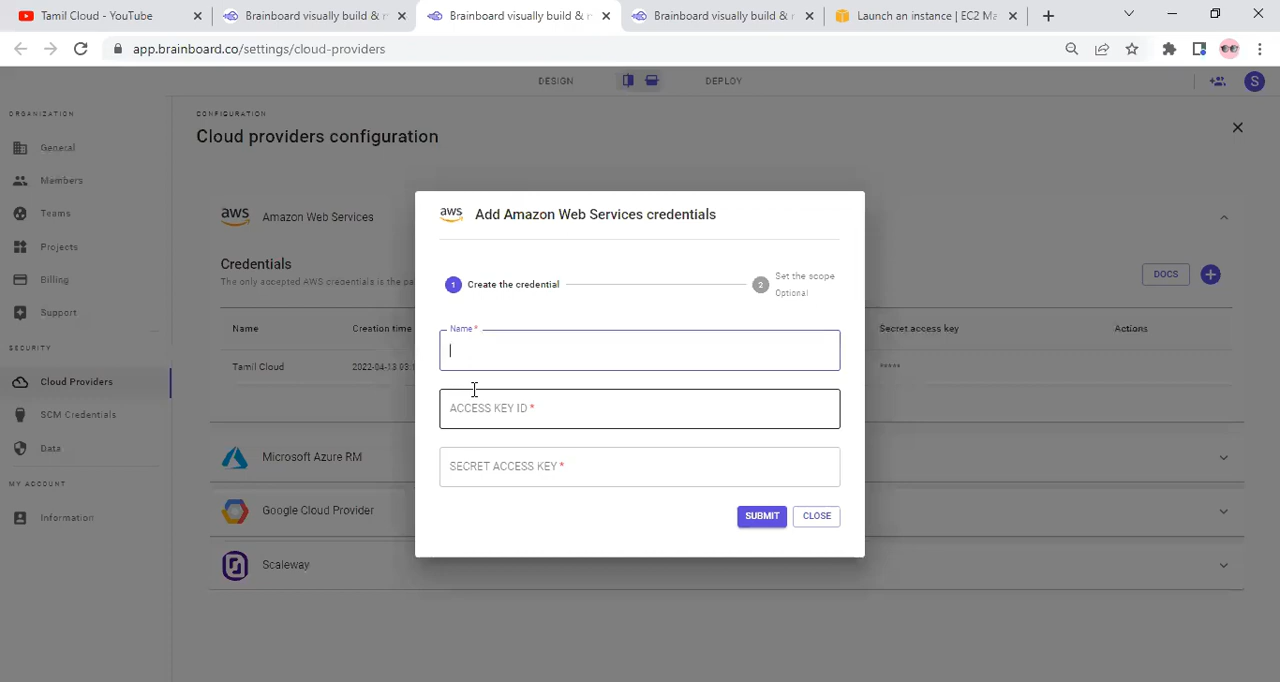 Tamil Cloud - YouTube
Brainboard visually build & r
Brainboard visually build & r
Brainboard visually build & r
Launch an instance | EC2 Ma
app.brainboard.co/settings/cloud-providers
DESIGN
DEPLOY
S
ORGANIZATION
General
Members
Teams
Projects
Billing
Support
SECURITY
Cloud Providers
SCM Credentials
Data
MY ACCOUNT
Information
CONFIGURATION
Cloud providers configuration
aws Amazon Web Services
Credentials
The only accepted AWS credentials is the pa
DOCS
Name
Creation time
Secret access key
Actions
Tamil Cloud
2022-04-13 03:1
*****
Microsoft Azure RM
Google Cloud Provider
Scaleway
aws Add Amazon Web Services credentials
1 Create the credential
2 Set the scope
Optional
Name *
ACCESS KEY ID *
SECRET ACCESS KEY *
SUBMIT
CLOSE